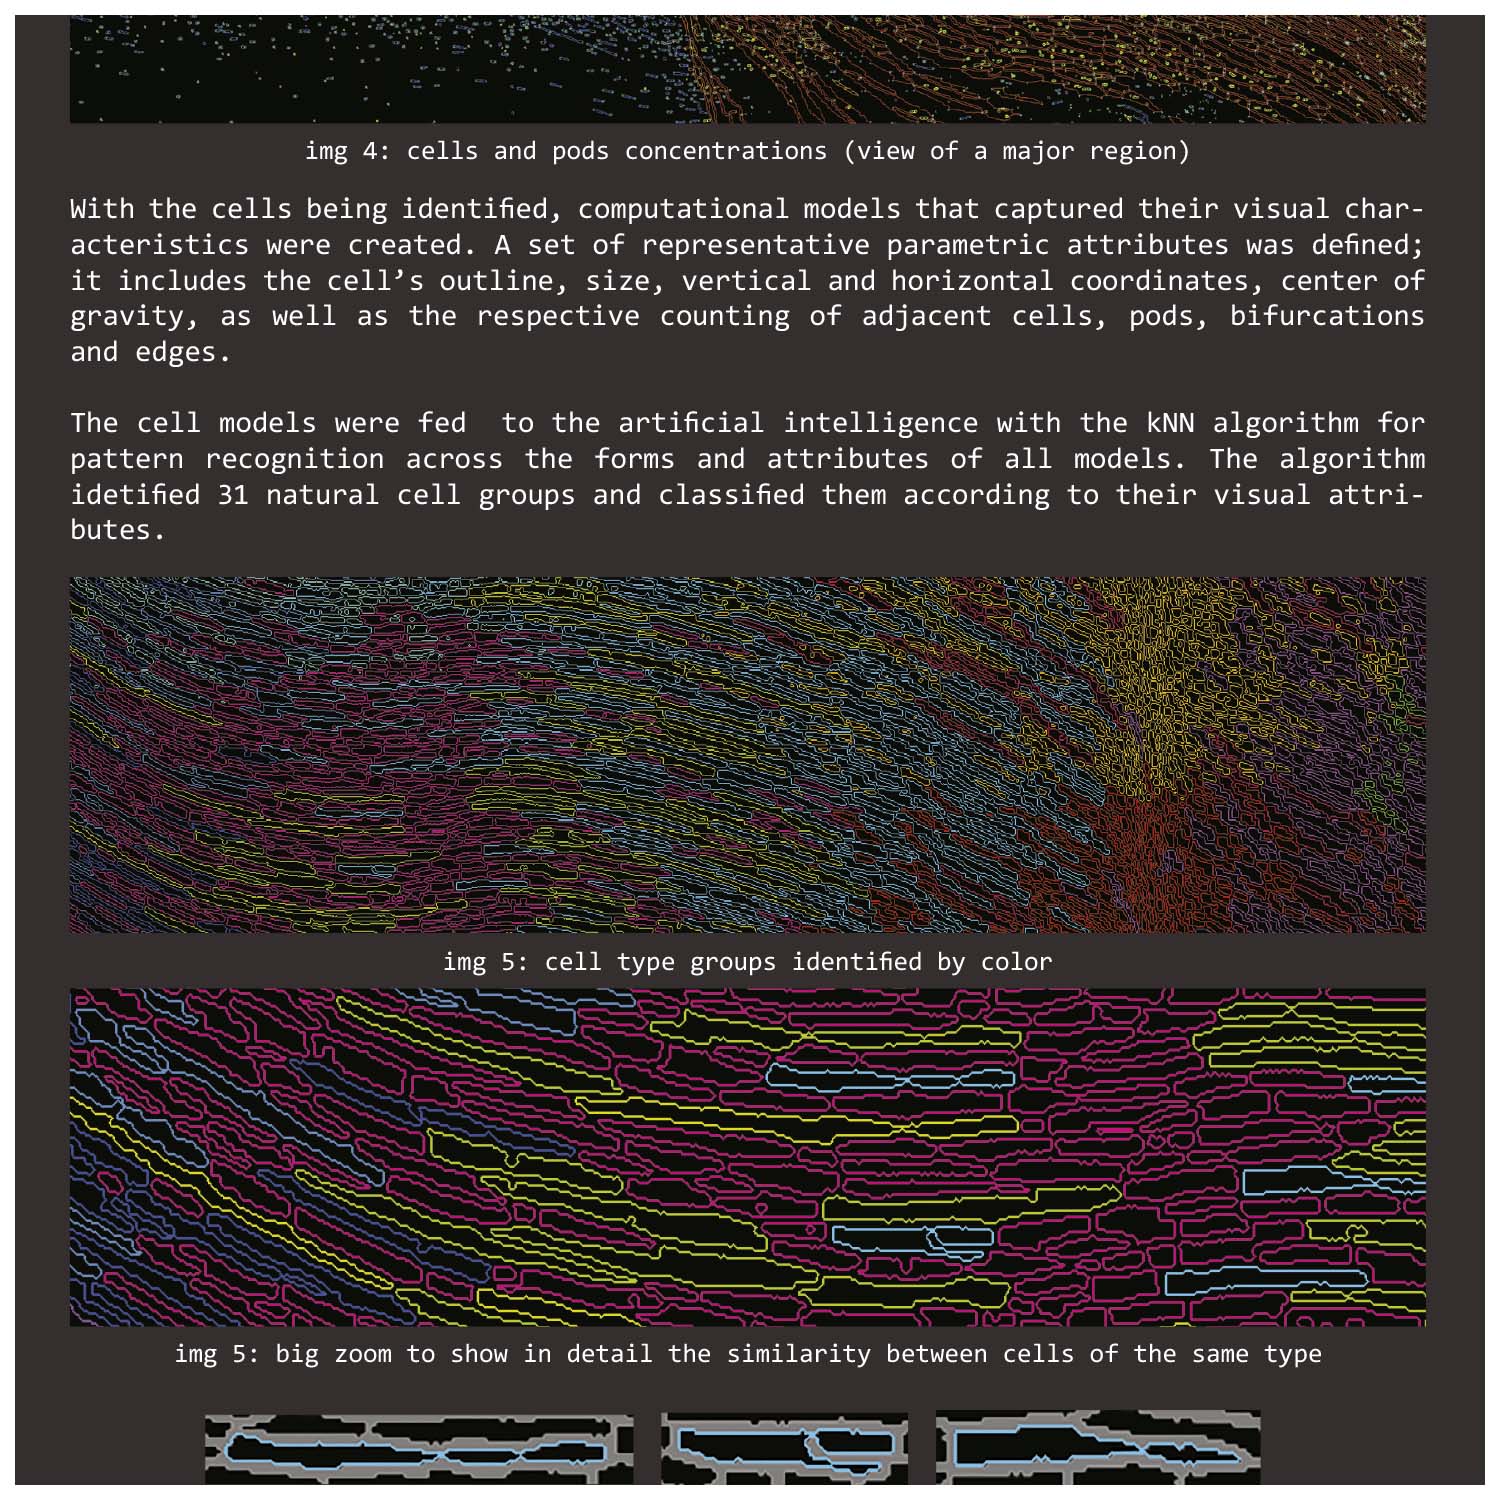 img 4: cells and pods concentrations (view of a major region)
With the cells being identified, computational models that captured their visual char-
acteristics were created. A set of representative parametric attributes was defined;
it includes the cell’s outline, size, vertical and horizontal coordinates, center of
gravity, as well as the respective counting of adjacent cells, pods, bifurcations
and edges.
The cell models were fed  to the artificial intelligence with the kNN algorithm for
pattern recognition across the forms and attributes of all models. The algorithm
idetified 31 natural cell groups and classified them according to their visual attri-
butes.
img 5: cell type groups identified by color
img 5: big zoom to show in detail the similarity between cells of the same type